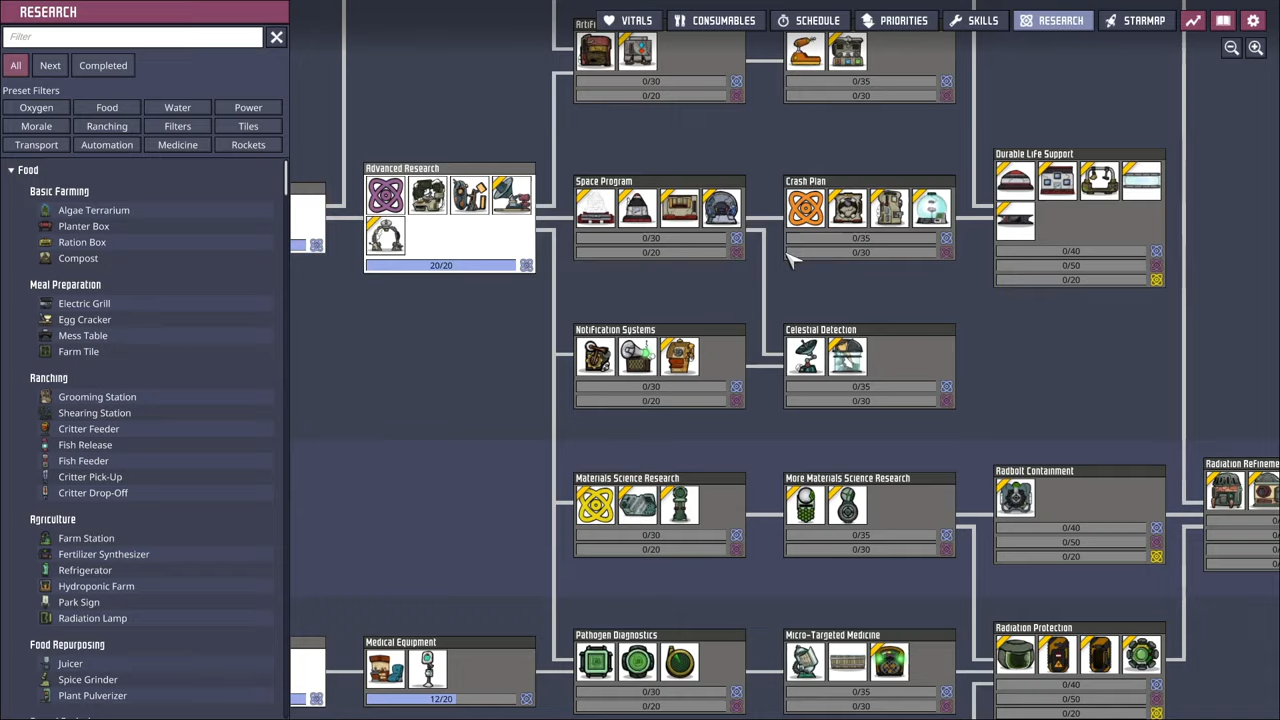 RESEARCH
VITALS
CONSUMABLES
SCHEDULE
PRIORITIES
SKILLS
RESEARCH
STARMAP
Filter
All
Next
Completed
Preset Filters
Oxygen
Food
Water
Power
Morale
Ranching
Filters
Tiles
Transport
Automation
Medicine
Rockets
Food
Basic Farming
Algae Terrarium
Planter Box
Ration Box
Compost
Meal Preparation
Electric Grill
Egg Cracker
Mess Table
Farm Tile
Ranching
Grooming Station
Shearing Station
Critter Feeder
Fish Release
Fish Feeder
Critter Pick-Up
Critter Drop-Off
Agriculture
Farm Station
Fertilizer Synthesizer
Refrigerator
Hydroponic Farm
Park Sign
Radiation Lamp
Food Repurposing
Juicer
Spice Grinder
Plant Pulverizer
0/30
0/20
0/35
0/30
Advanced Research
20/20
Space Program
0/30
0/20
Crash Plan
0/35
0/30
Durable Life Support
0/40
0/50
0/20
Notification Systems
0/30
0/20
Celestial Detection
0/35
0/30
Materials Science Research
0/30
0/20
More Materials Science Research
0/35
0/30
Radbolt Containment
0/40
0/50
0/20
Radiation Refinement
Medical Equipment
12/20
Pathogen Diagnostics
0/30
0/20
Micro-Targeted Medicine
0/35
0/30
Radiation Protection
0/40
0/50
0/20